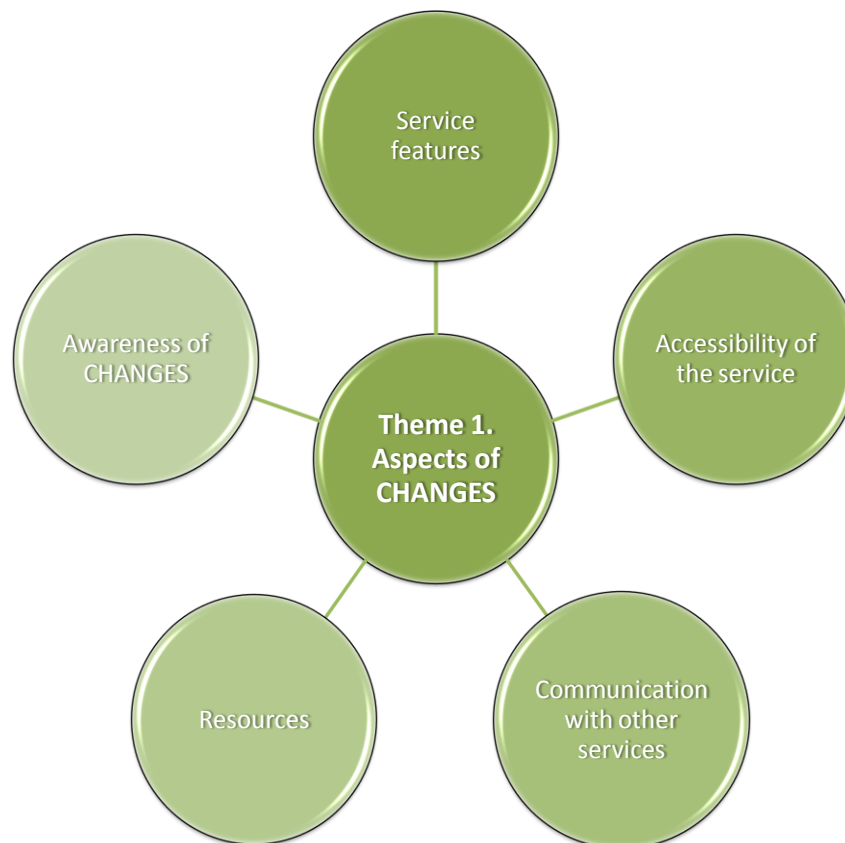 Service
features
Awareness of
CHANGES
Accessibility of
the service
Theme 1.
Aspects of
CHANGES
Resources
Communication
with other
services